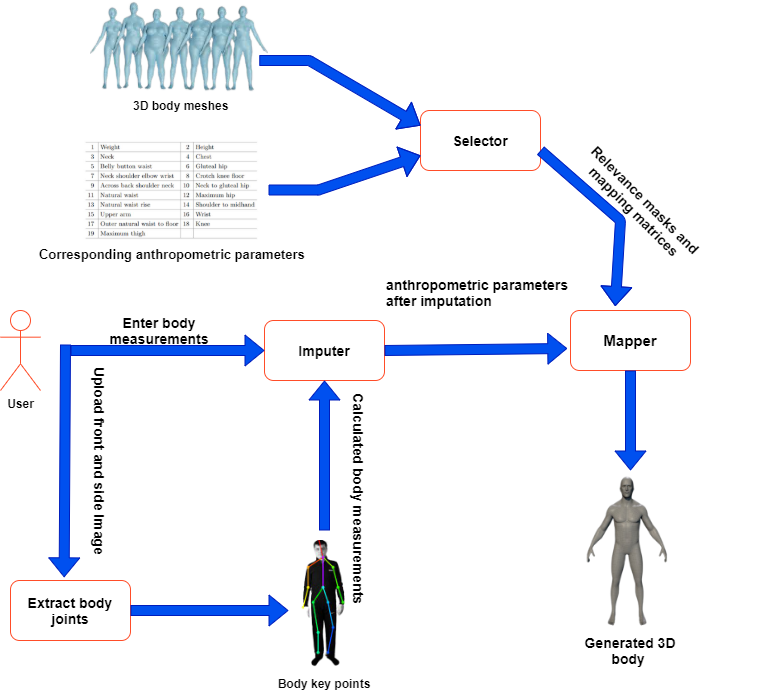 3D body meshes
Selector
1 Weight 2 Height
3 Neck 4 Chest
5 Belly button waist 6 Gluteal hip
7 Neck shoulder elbow wrist 8 Crotch knee floor
9 Across back shoulder neck 10 Neck to gluteal hip
11 Natural waist 12 Maximum hip
13 Natural waist rise 14 Shoulder to midhand
15 Upper arm 16 Wrist
17 Outer natural waist to floor 18 Knee
19 Maximum thigh
Corresponding anthropometric parameters
Relevance masks and
mapping matrices
anthropometric parameters
after imputation
Enter body
measurements
Imputer
Mapper
User
Upload front and side Image
Calculated body measurements
Extract body
joints
Body key points
Generated 3D
body